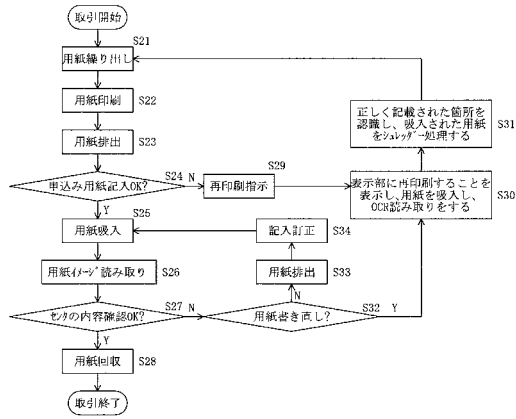 取引開始
S21
用紙繰り出し
用紙印刷
S22
用紙排出
S23
S24
申込み用紙記入OK?
N
Y
S29
再印刷指示
S25
用紙吸入
用紙ｲﾒｰｼﾞ読み取り
S26
S27
ｾﾝﾀの内容確認OK?
N
Y
用紙回収
S28
取引終了
正しく記載された箇所を
認識し、吸入された用紙
をｼｭﾚｯﾀﾞｰ処理する
S31
表示部に再印刷することを
表示し、用紙を吸入し、
OCR読み取りをする
S30
記入訂正
S34
用紙排出
S33
N
S32
Y
用紙書き直し?